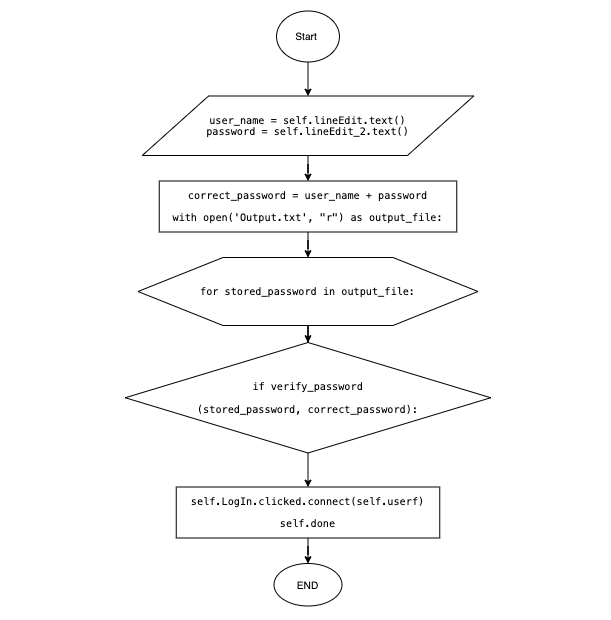 Start
user_name = self.lineEdit.text()
password = self.lineEdit_2.text()
correct_password = user_name + password
with open('Output.txt', "r") as output_file:
for stored_password in output_file:
if verify_password
(stored_password, correct_password):
self.LogIn.clicked.connect(self.userf)
self.done
END